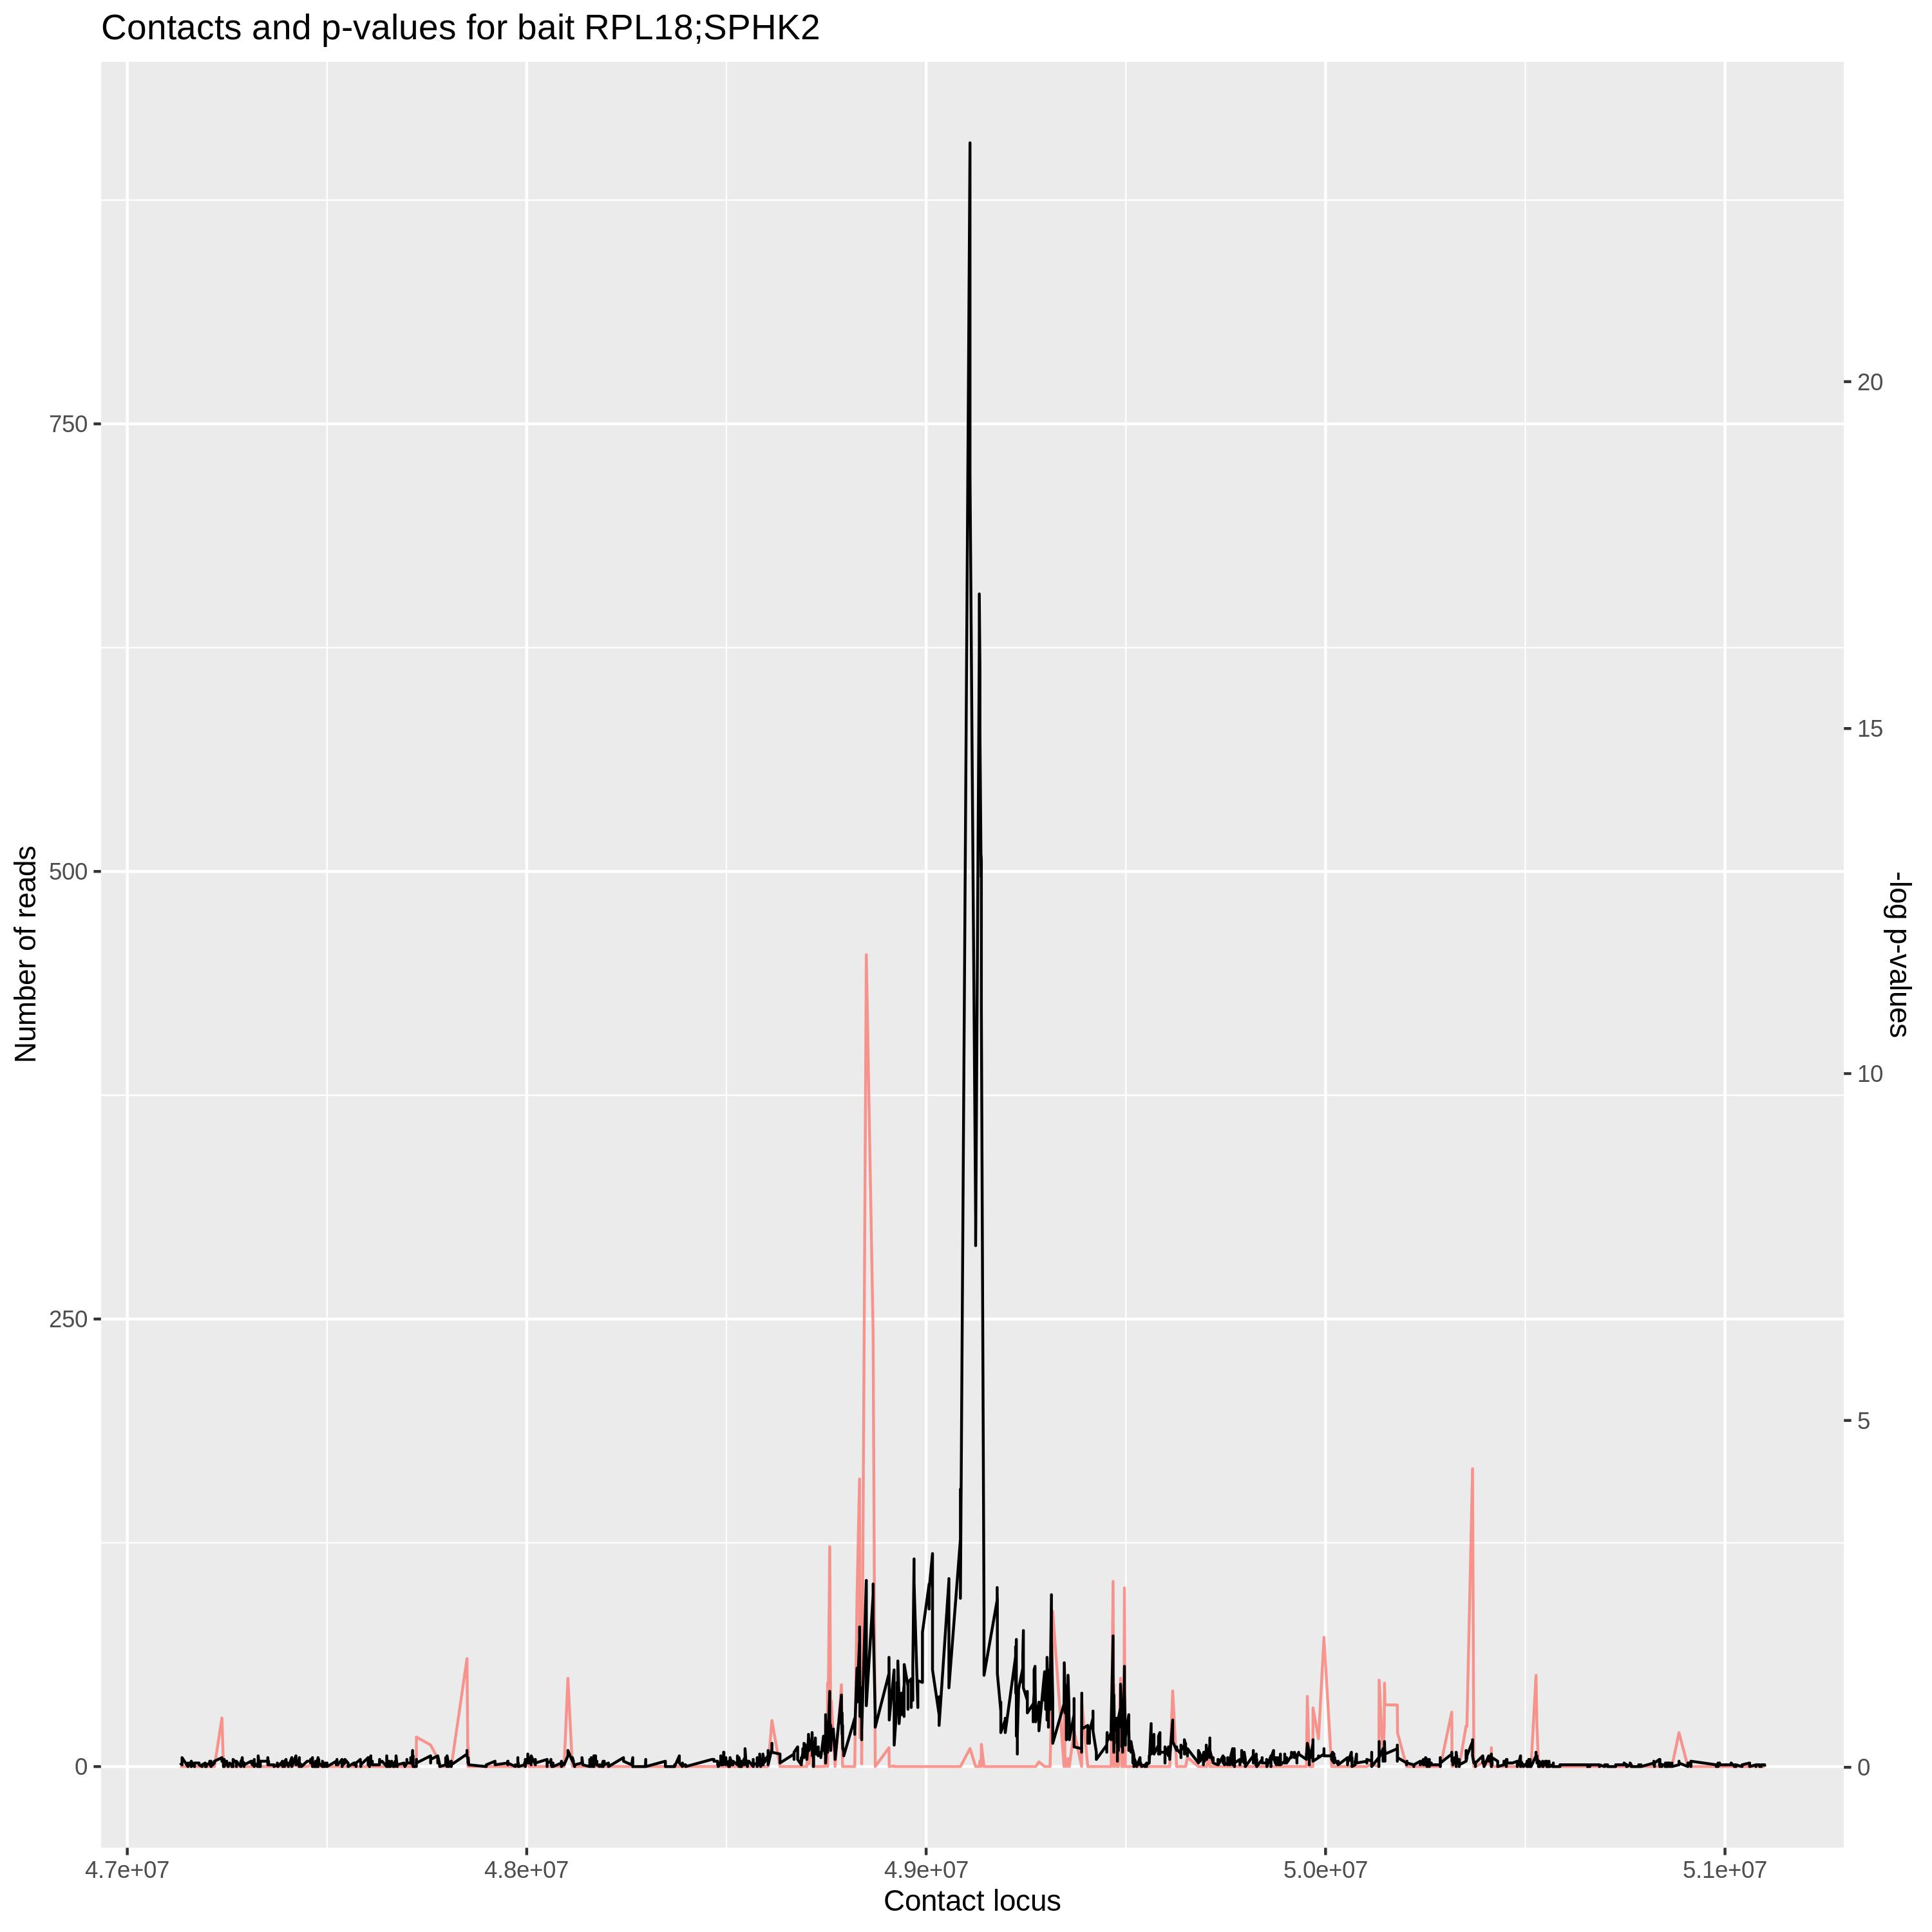 Contacts and p-values for bait RPL18;SPHK2
Number of reads
750
500
250
0
20
15
10
5
0
-log p-values
4.7e+07
4.8e+07
4.9e+07
5.0e+07
5.1e+07
Contact locus